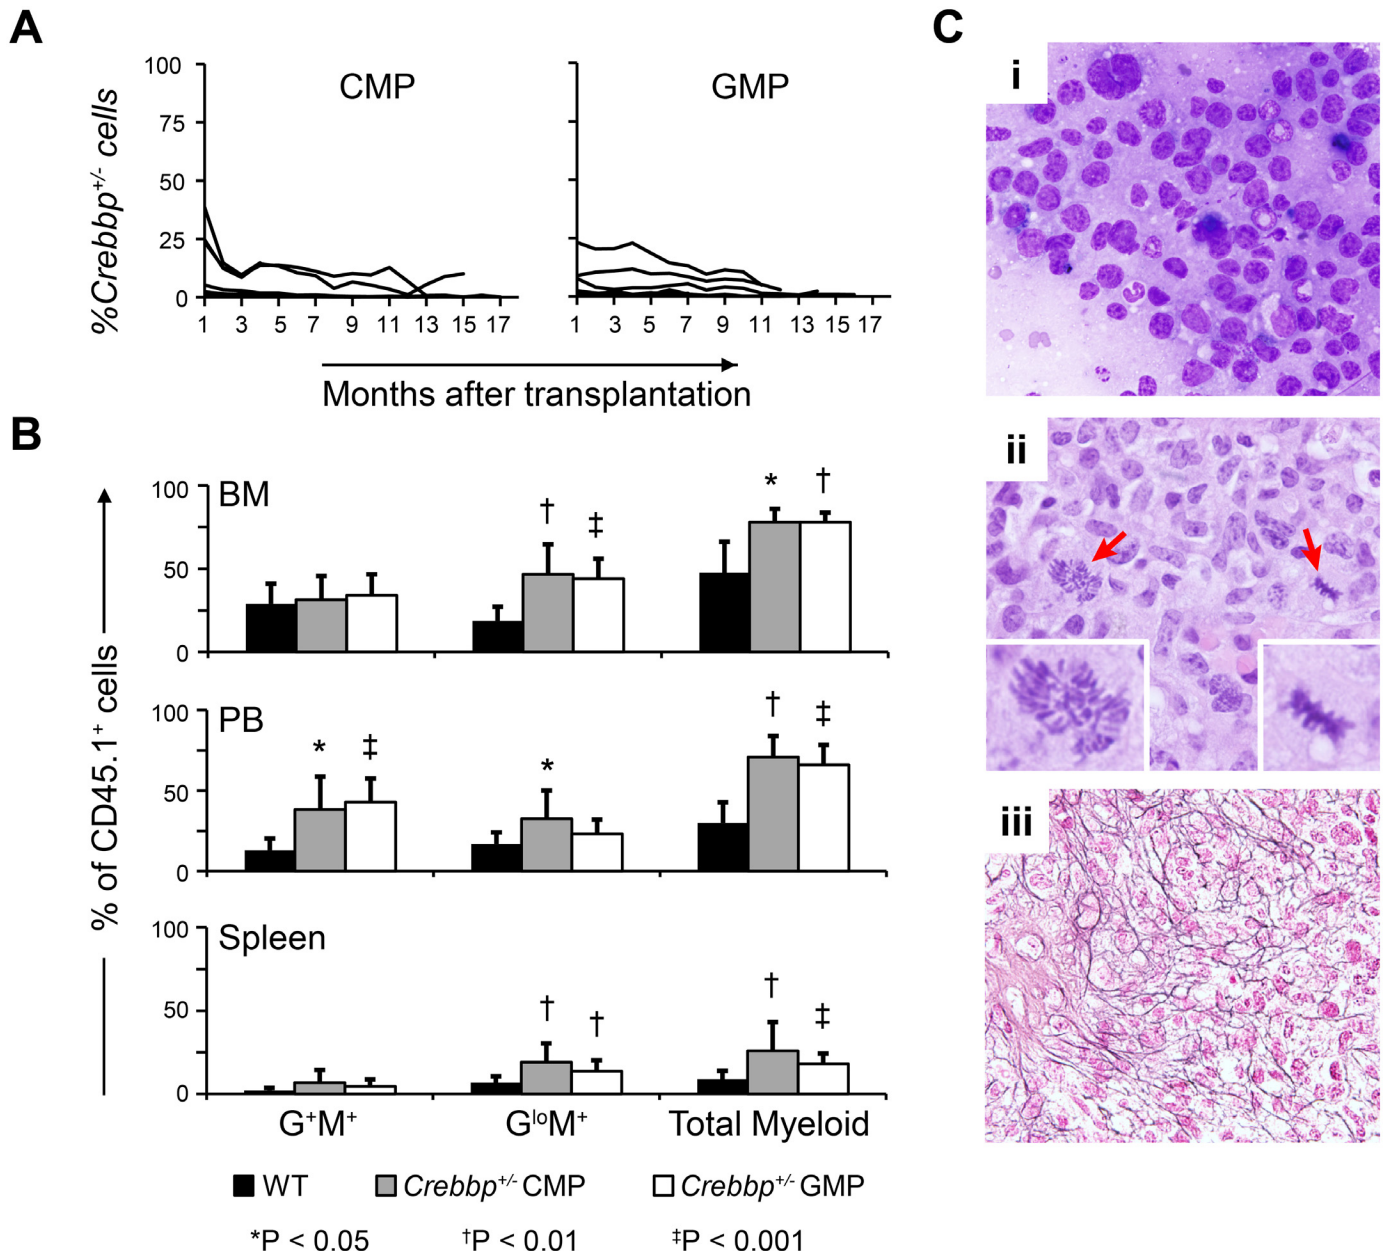 A
100
75
50
25
0
%Crebbp+/- cells
CMP
GMP
1 3 5 7 9 11 13 15 17
1 3 5 7 9 11 13 15 17
Months after transplantation
B
% of CD45.1+ cells
BM
100
50
0
† ‡
* †
PB
100
50
0
* ‡
*
† ‡
Spleen
100
50
0
† †
† ‡
G+M+ GloM+ Total Myeloid
WT Crebbp+/- CMP Crebbp+/- GMP
*P < 0.05 †P < 0.01 ‡P < 0.001
C
i
ii
iii